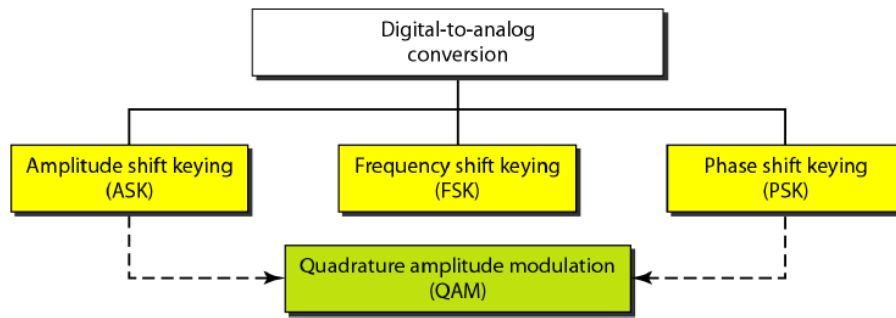 Digital-to-analog
conversion
Amplitude shift keying
(ASK)
Frequency shift keying
(FSK)
Phase shift keying
(PSK)
Quadrature amplitude modulation
(QAM)